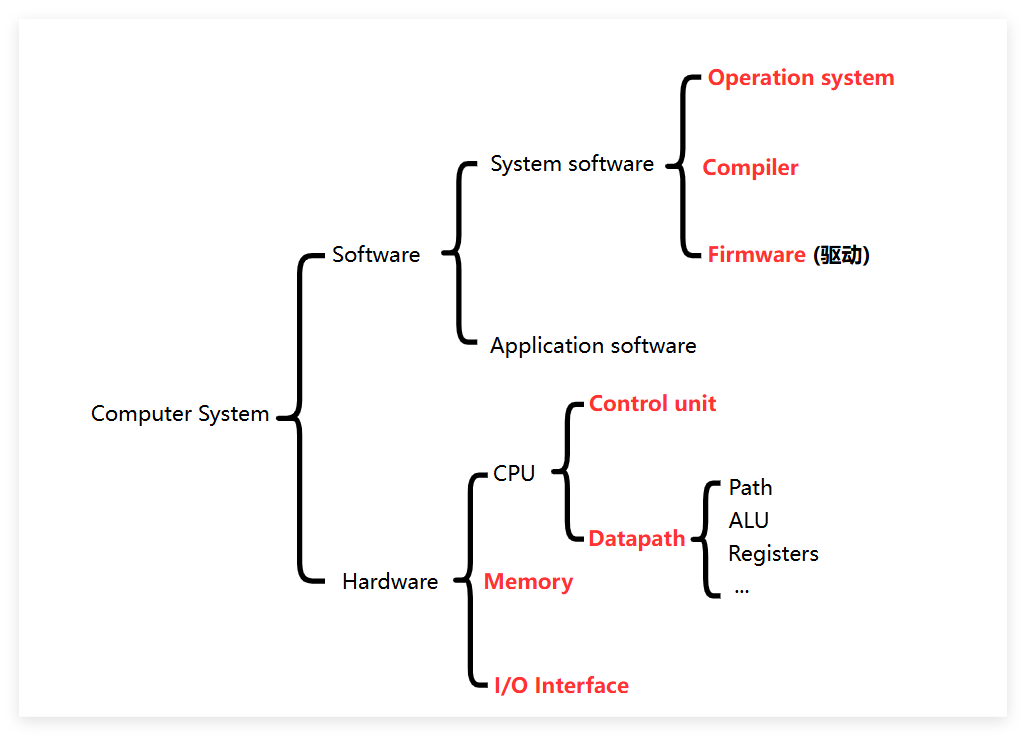 Operation system
System software
Compiler
Software
Firmware (驱动)
Application software
Computer System
Control unit
CPU
Path
ALU
Datapath
Registers
...
Hardware
Memory
I/O Interface